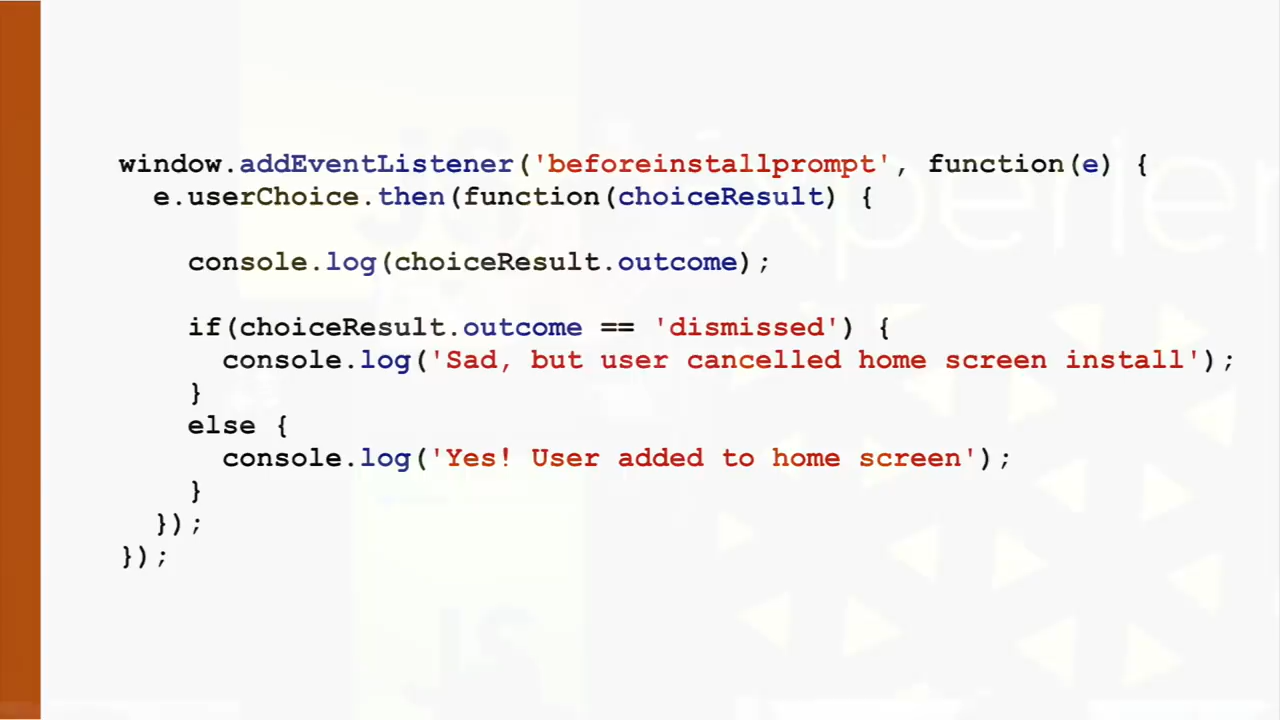 window.addEventListener('beforeinstallprompt', function(e) {
  e.userChoice.then(function(choiceResult) {
    console.log(choiceResult.outcome);
    if(choiceResult.outcome == 'dismissed') {
      console.log('Sad, but user cancelled home screen install');
    }
    else {
      console.log('Yes! User added to home screen');
    }
  });
});